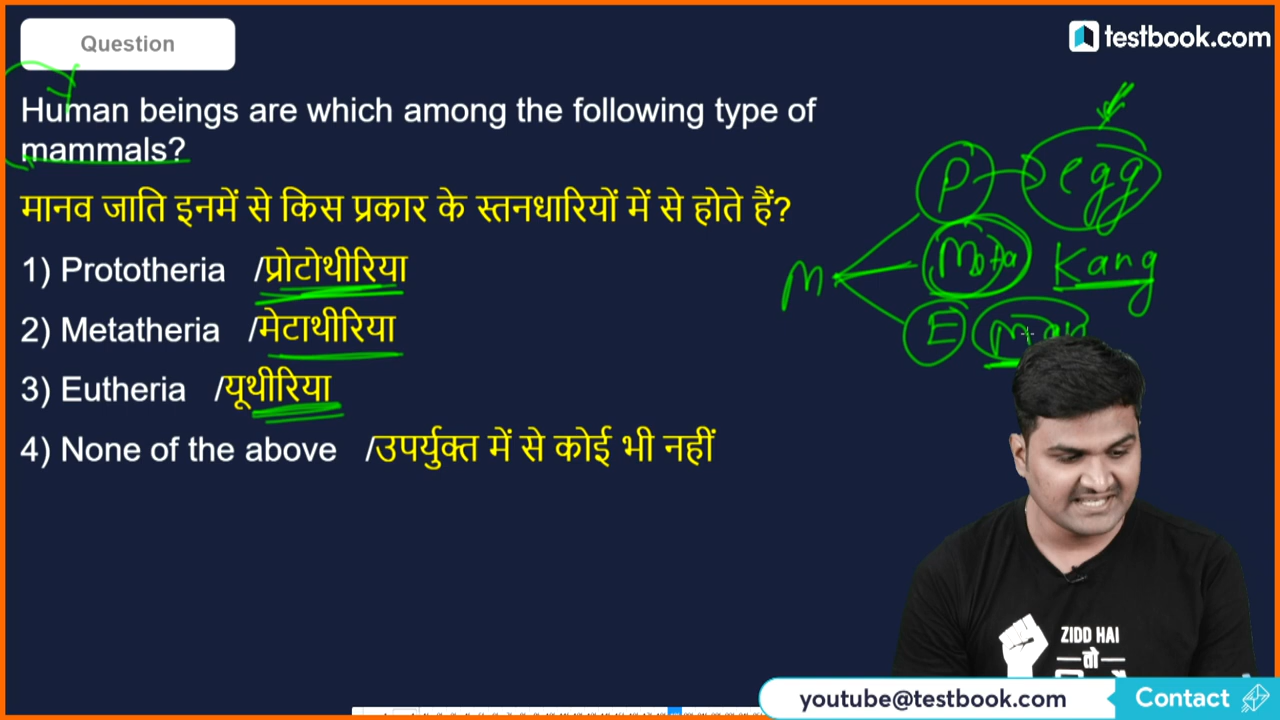 Question
testbook.com
Human beings are which among the following type of
mammals?
मानव जाति इनमें से किस प्रकार के स्तनधारियों में से होते हैं?
1) Prototheria /प्रोटोथीरिया
2) Metatheria /मेटाथीरिया
3) Eutheria /यूथीरिया
4) None of the above /उपर्युक्त में से कोई भी नहीं
P egg
M Meta Kang
E Man
ZIDD HAI
तो
youtube@testbook.com Contact